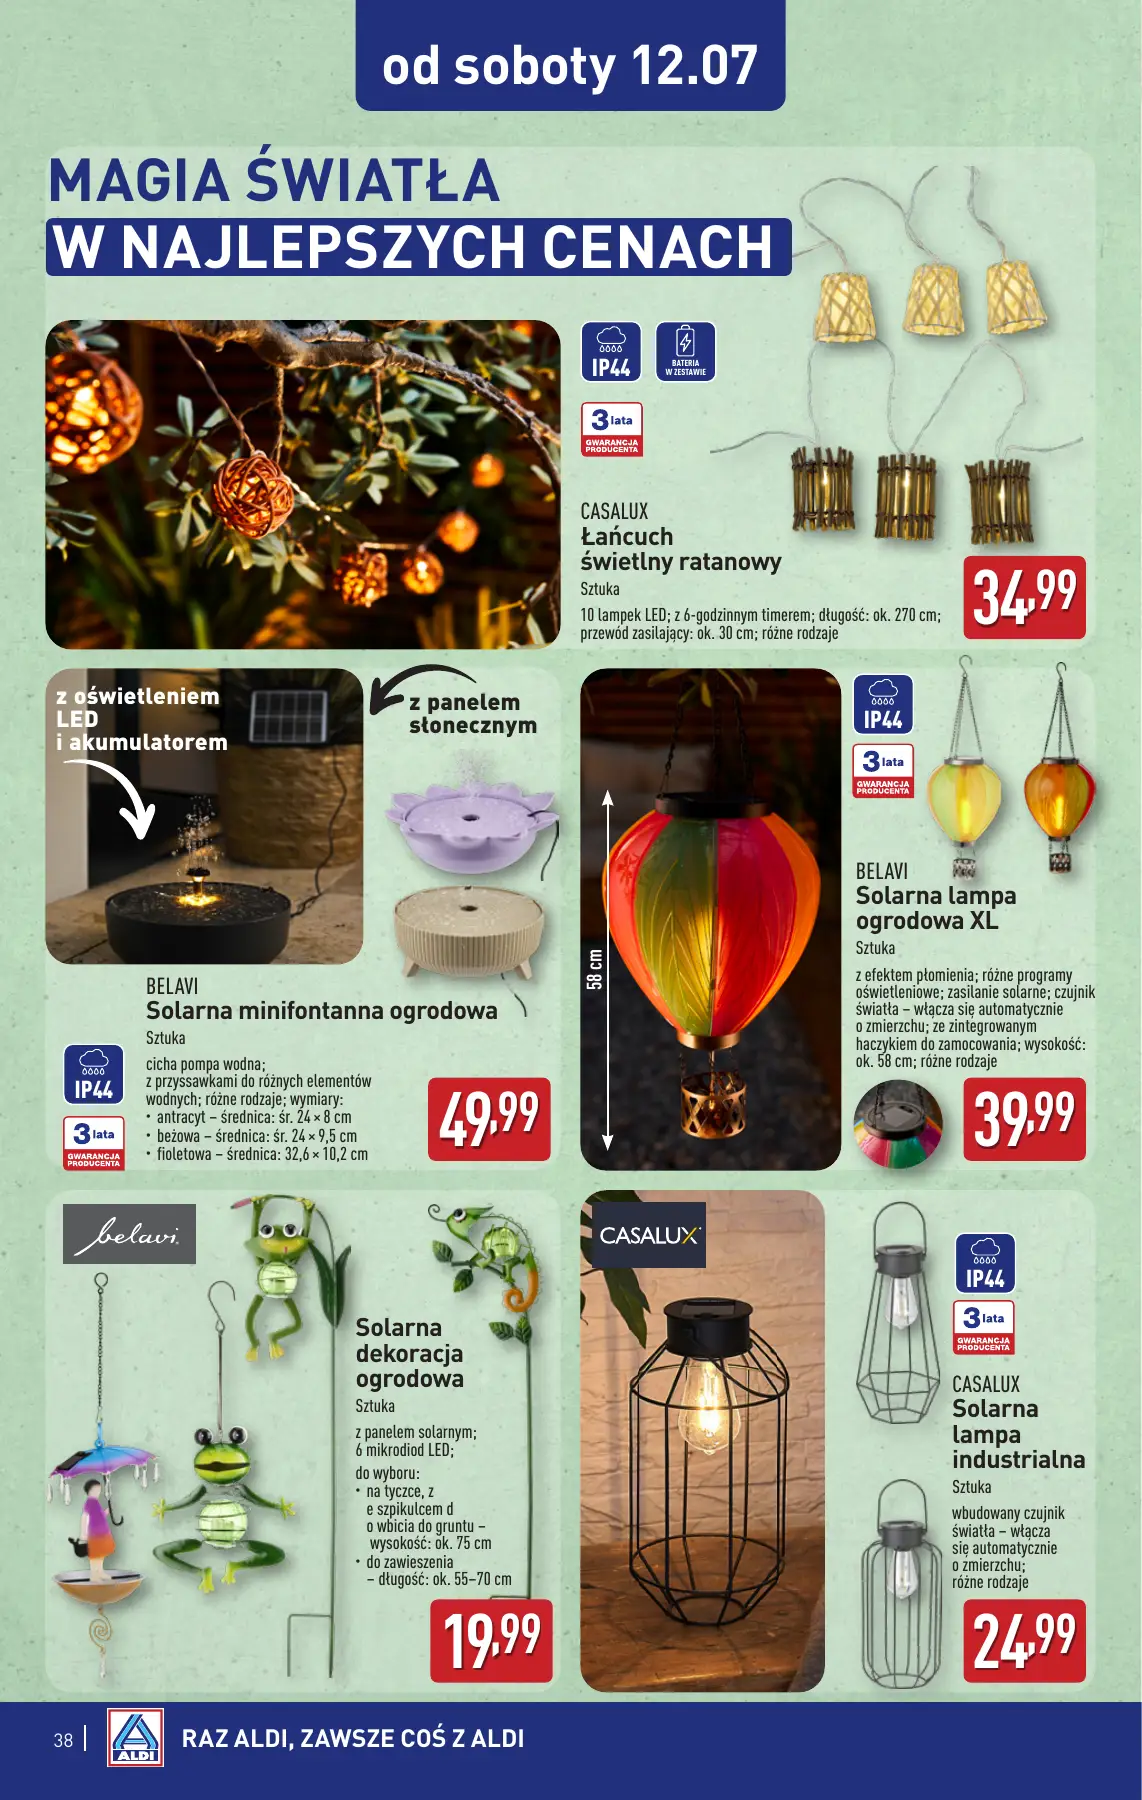 od soboty 12.07
MAGIA ŚWIATŁA
W NAJLEPSZYCH CENACH
IP44
BATERIA
W ZESTAWIE
3 lata
GWARANCJA
PRODUCENTA
CASALUX
Łańcuch
świetlny ratanowy
Sztuka
10 lampek LED; z 6-godzinnym timerem; długość: ok. 270 cm;
przewód zasilający: ok. 30 cm; różne rodzaje
34,99
z oświetleniem
LED
i akumulatorem
z panelem
słonecznym
BELAVI
Solarna minifontanna ogrodowa
Sztuka
IP44
3 lata
GWARANCJA
PRODUCENTA
cicha pompa wodna;
z przyssawkami do różnych elementów
wodnych; różne rodzaje; wymiary:
• antracyt – średnica: śr. 24 × 8 cm
• beżowa – średnica: śr. 24 × 9,5 cm
• fioletowa – średnica: 32,6 × 10,2 cm
49,99
58 cm
IP44
3 lata
GWARANCJA
PRODUCENTA
BELAVI
Solarna lampa
ogrodowa XL
Sztuka
z efektem płomienia; różne programy
oświetleniowe; zasilanie solarne; czujnik
światła – włącza się automatycznie
o zmierzchu; ze zintegrowanym
haczykiem do zamocowania; wysokość:
ok. 58 cm; różne rodzaje
39,99
belavi
Solarna
dekoracja
ogrodowa
Sztuka
z panelem solarnym;
6 mikrodiod LED;
do wyboru:
• na tyczce, z
e szpikulcem d
o wbicia do gruntu –
wysokość: ok. 75 cm
• do zawieszenia
– długość: ok. 55–70 cm
19,99
CASALUX
IP44
3 lata
GWARANCJA
PRODUCENTA
CASALUX
Solarna
lampa
industrialna
Sztuka
wbudowany czujnik
światła – włącza
się automatycznie
o zmierzchu;
różne rodzaje
24,99
38
ALDI
RAZ ALDI, ZAWSZE COŚ Z ALDI